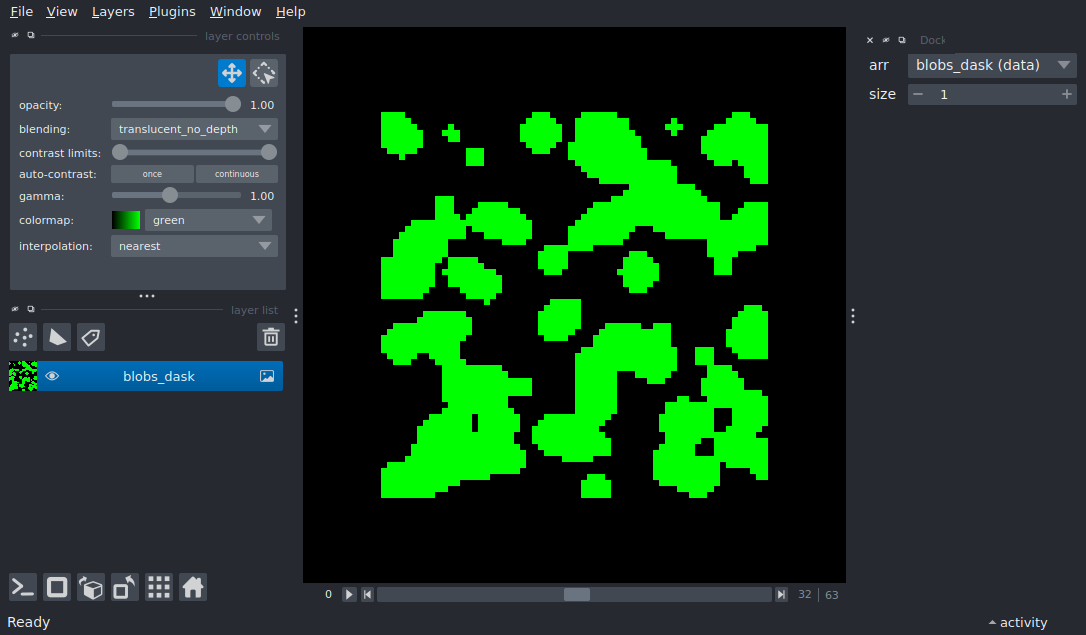 File View Layers Plugins Window Help
layer controls
opacity: 1.00
blending: translucent_no_depth
contrast limits:
auto-contrast: once continuous
gamma: 1.00
colormap: green
interpolation: nearest
layer list
blobs_dask
0 32 63
Ready
activity
Dock
arr blobs_dask (data)
size 1